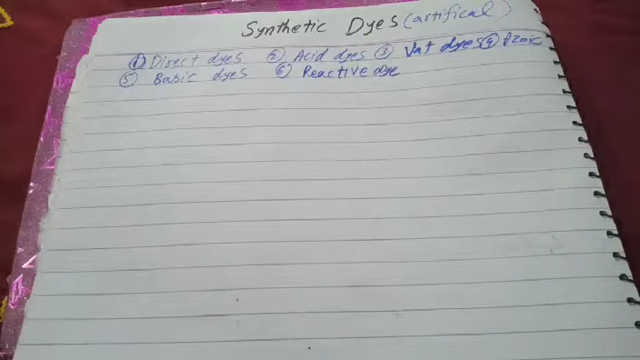 Synthetic Dyes (artifical)
① Direct dyes ② Acid dyes ③ Vat dyes ④ Azoic
⑤ Basic dyes ⑥ Reactive dye